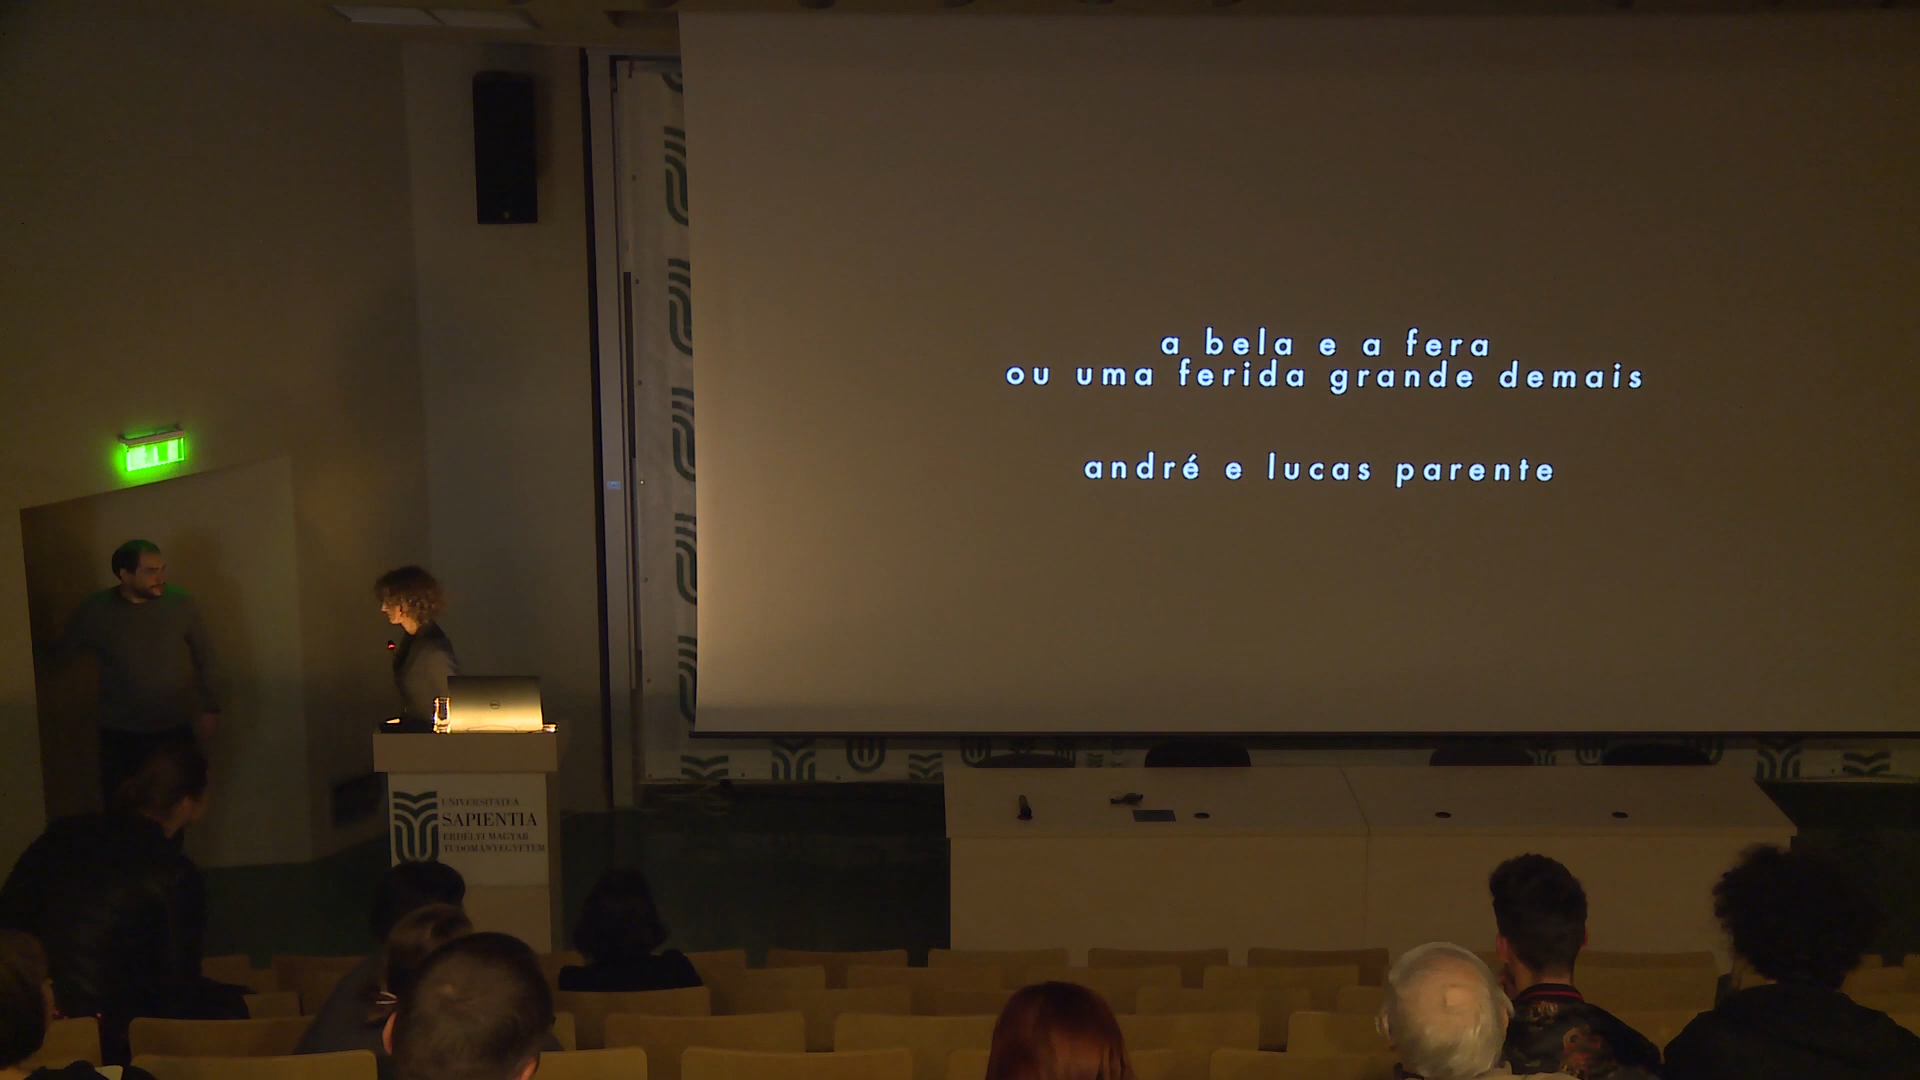 a bela e a fera
ou uma ferida grande demais
andré e lucas parente
UNIVERSITATEA
SAPIENTIA
ERDÉLYI MAGYAR
TUDOMÁNYEGYETEM